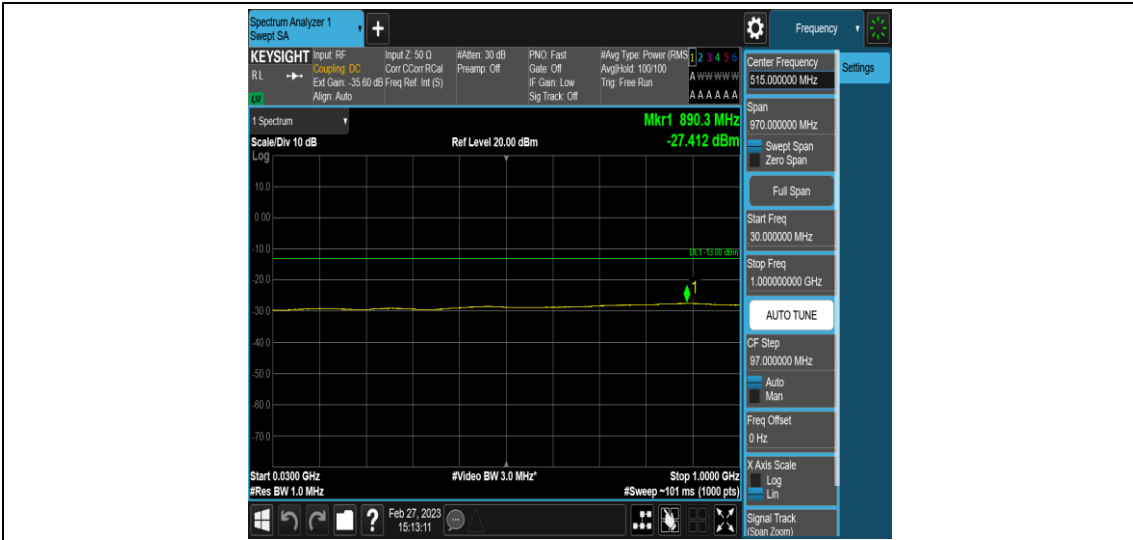 Spectrum Analyzer 1
Swept SA
+
Frequency
KEYSIGHT
RL
LM
Input: RF
Coupling: DC
Ext Gain: -35.60 dB
Align: Auto
Input Z: 50 Ω
Corr CCorr RCal
Freq Ref: Int (S)
#Atten: 30 dB
Preamp: Off
PNO: Fast
Gate: Off
IF Gain: Low
Sig Track: Off
#Avg Type: Power (RMS
Avg|Hold: 100/100
Trig: Free Run
1 2 3 4 5 6
A W W W W W
A A A A A A
1 Spectrum
Scale/Div 10 dB
Log
Ref Level 20.00 dBm
Mkr1 890.3 MHz
-27.412 dBm
10.0
0.00
-10.0
-20.0
-30.0
-40.0
-50.0
-60.0
-70.0
DL1 -13.00 dBm
1
Start 0.0300 GHz
#Res BW 1.0 MHz
#Video BW 3.0 MHz*
Stop 1.0000 GHz
#Sweep ~101 ms (1000 pts)
?
Feb 27, 2023
15:13:11
Center Frequency
515.000000 MHz
Settings
Span
970.000000 MHz
Swept Span
Zero Span
Full Span
Start Freq
30.000000 MHz
Stop Freq
1.000000000 GHz
AUTO TUNE
CF Step
97.000000 MHz
Auto
Man
Freq Offset
0 Hz
X Axis Scale
Log
Lin
Signal Track
(Span Zoom)